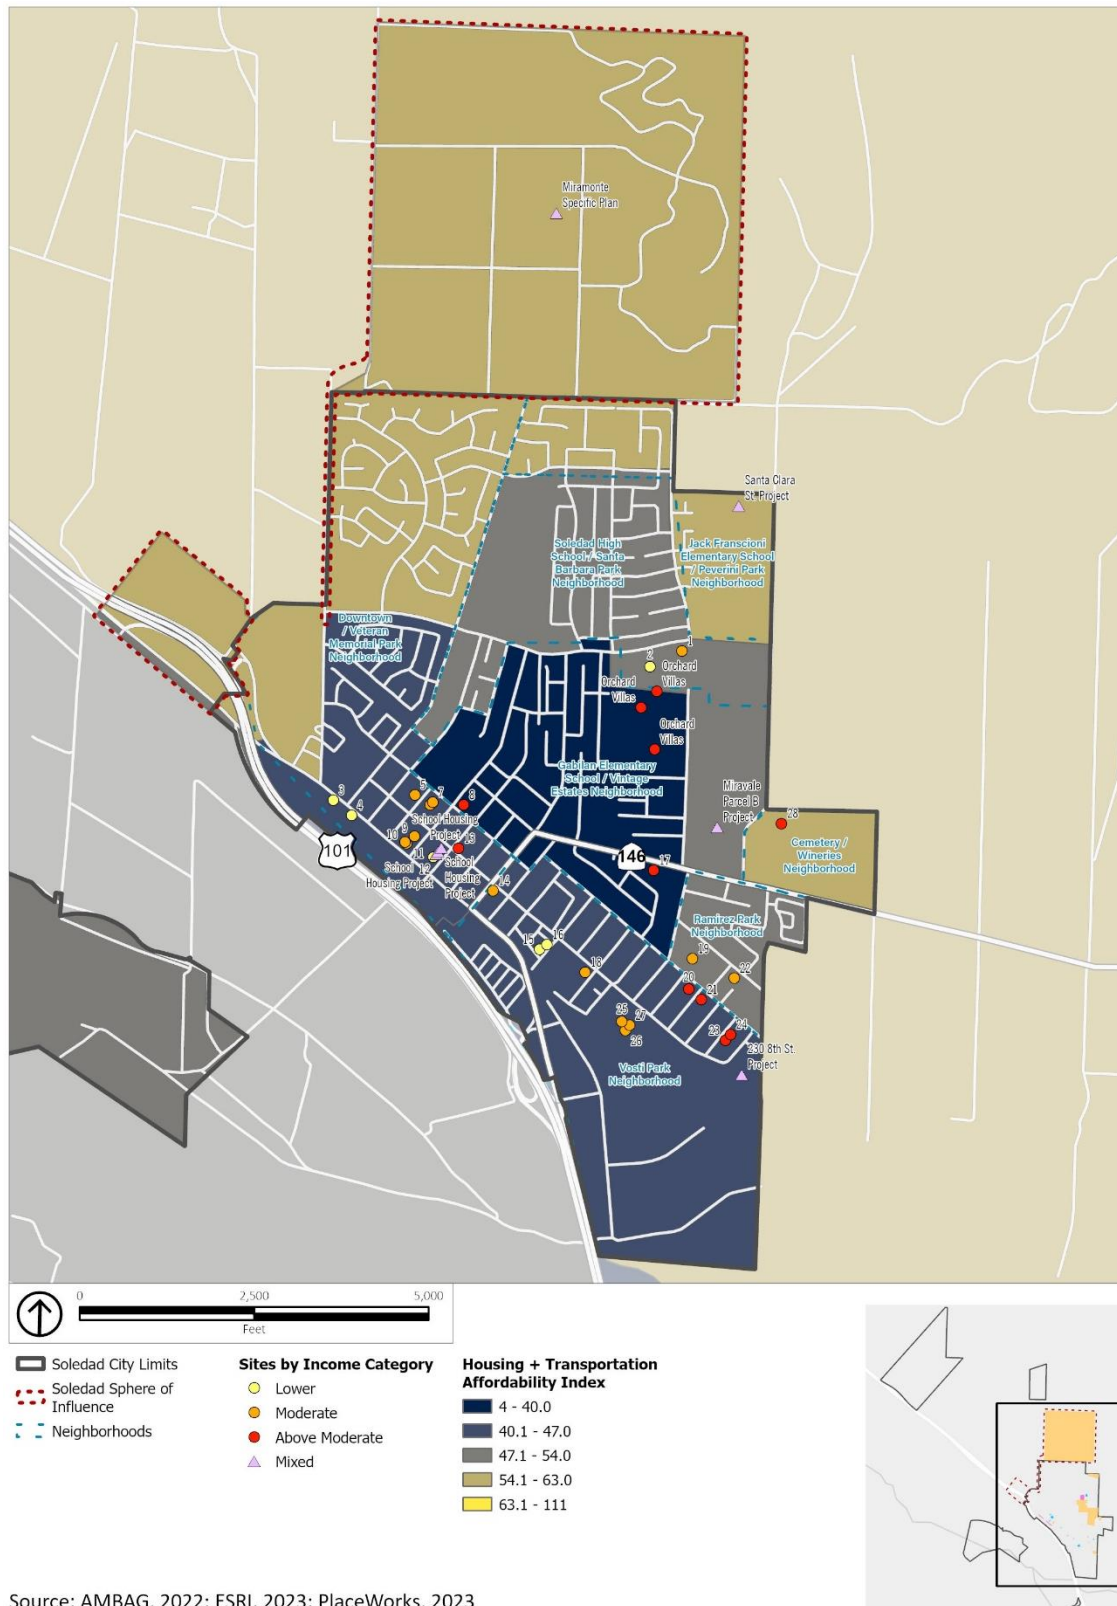 Miramonte
Specific Plan
Santa Clara
St. Project
Soledad High
School / Santa
Barbara Park
Neighborhood
Jack Franscioni
Elementary School
/ Peverini Park
Neighborhood
Downtown
/ Veteran
Memorial Park
Neighborhood
1
2
Orchard
Villas
Orchard
Villas
Orchard
Villas
Gabilan Elementary
School / Vintage
Estates Neighborhood
Miravale
Parcel B
Project
28
Cemetery /
Wineries
Neighborhood
3
4
5
7
8
School Housing
Project
9
10
11
12
13
School
Housing Project
School
Housing
Project
101
146
14
17
Ramirez Park
Neighborhood
15
16
18
19
20
21
22
23
24
25
26
27
230 8th St.
Project
Vosti Park
Neighborhood
0 2,500 5,000
Feet
Soledad City Limits
Soledad Sphere of
Influence
Neighborhoods
Sites by Income Category
Lower
Moderate
Above Moderate
Mixed
Housing + Transportation
Affordability Index
4 - 40.0
40.1 - 47.0
47.1 - 54.0
54.1 - 63.0
63.1 - 111
Source: AMBAG, 2022; ESRI, 2023; PlaceWorks, 2023